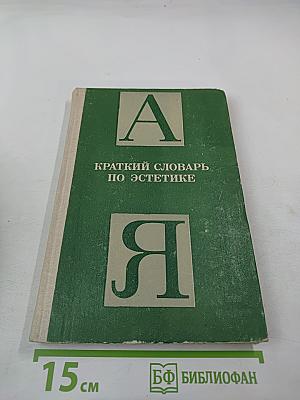 А
КРАТКИЙ СЛОВАРЬ
ПО ЭСТЕТИКЕ
Я
15 см
БФ БИБЛИОФАН